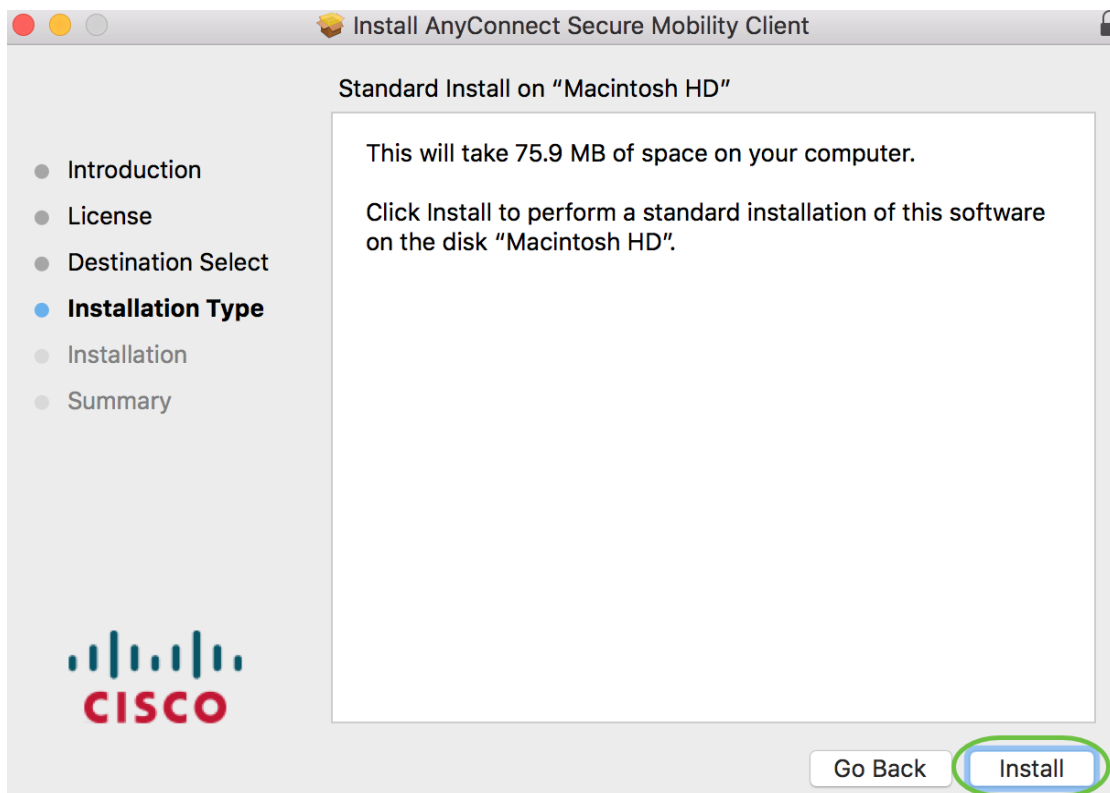 Install AnyConnect Secure Mobility Client
Standard Install on “Macintosh HD”
Introduction
License
Destination Select
Installation Type
Installation
Summary
This will take 75.9 MB of space on your computer.
Click Install to perform a standard installation of this software
on the disk “Macintosh HD”.
CISCO
Go Back
Install